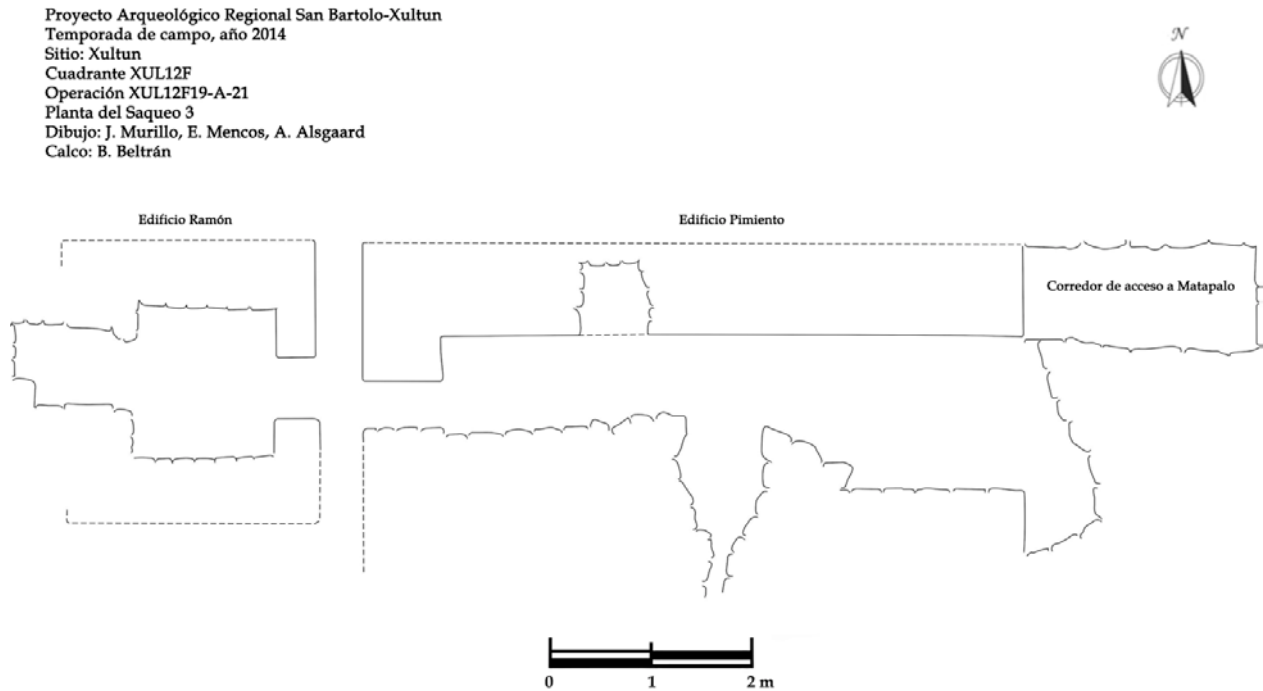 Proyecto Arqueológico Regional San Bartolo-Xultun
Temporada de campo, año 2014
Sitio: Xultun
Cuadrante XUL12F
Operación XUL12F19-A-21
Planta del Saqueo 3
Dibujo: J. Murillo, E. Mencos, A. Alsgaard
Calco: B. Beltrán
N
Edificio Ramón
Edificio Pimiento
Corredor de acceso a Matapalo
0 1 2 m